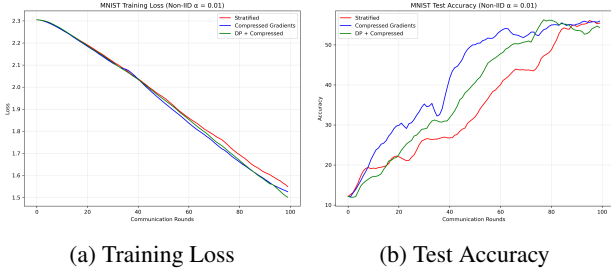 MNIST Training Loss (Non-IID α = 0.01)
Stratified
Compressed Gradients
DP + Compressed
2.3
2.2
2.1
2.0
1.9
1.8
1.7
1.6
1.5
Loss
0 20 40 60 80 100
Communication Rounds
(a) Training Loss
MNIST Test Accuracy (Non-IID α = 0.01)
Stratified
Compressed Gradients
DP + Compressed
50
40
30
20
10
Accuracy
0 20 40 60 80 100
Communication Rounds
(b) Test Accuracy